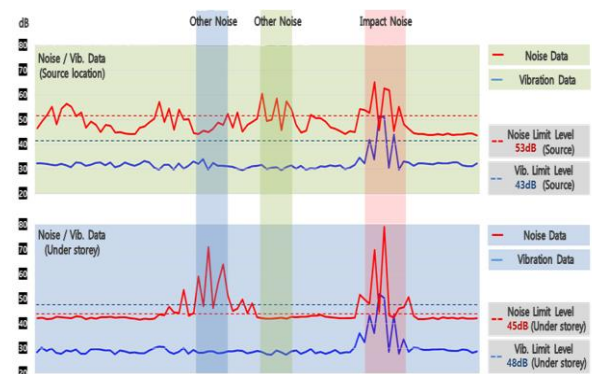 dB
Other Noise
Other Noise
Impact Noise
80
70
60
50
40
30
20
Noise / Vib. Data
(Source location)
Noise Data
Vibration Data
Noise Limit Level
53dB (Source)
Vib. Limit Level
43dB (Source)
80
70
60
50
40
30
20
Noise / Vib. Data
(Under storey)
Noise Data
Vibration Data
Noise Limit Level
45dB (Under storey)
Vib. Limit Level
48dB (Under storey)